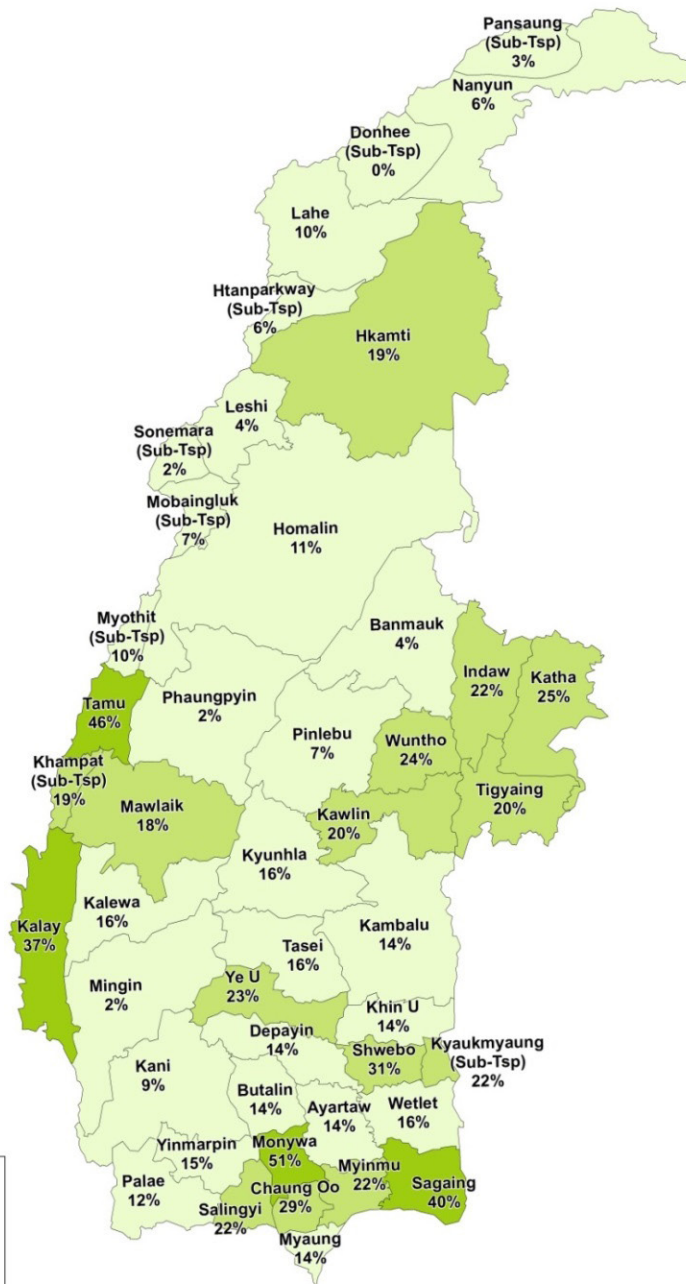 Pansaung
(Sub-Tsp)
3%
Nanyun
6%
Donhee
(Sub-Tsp)
0%
Lahe
10%
Htanparkway
(Sub-Tsp)
6%
Hkamti
19%
Leshi
4%
Sonemara
(Sub-Tsp)
2%
Mobaingluk
(Sub-Tsp)
7%
Homalin
11%
Myothit
(Sub-Tsp)
10%
Banmauk
4%
Indaw
22%
Katha
25%
Tamu
46%
Phaungpyin
2%
Pinlebu
7%
Wuntho
24%
Khampat
(Sub-Tsp)
19%
Mawlaik
18%
Kawlin
20%
Tigyaing
20%
Kyunhla
16%
Kalay
37%
Kalewa
16%
Kambalu
14%
Tasei
16%
Mingin
2%
Ye U
23%
Khin U
14%
Depayin
14%
Shwebo
31%
Kyaukmyaung
(Sub-Tsp)
22%
Kani
9%
Butalin
14%
Ayartaw
14%
Wetlet
16%
Yinmarpin
15%
Monywa
51%
Myinmu
22%
Sagaing
40%
Palae
12%
Salingyi
22%
Chaung Oo
29%
Myaung
14%